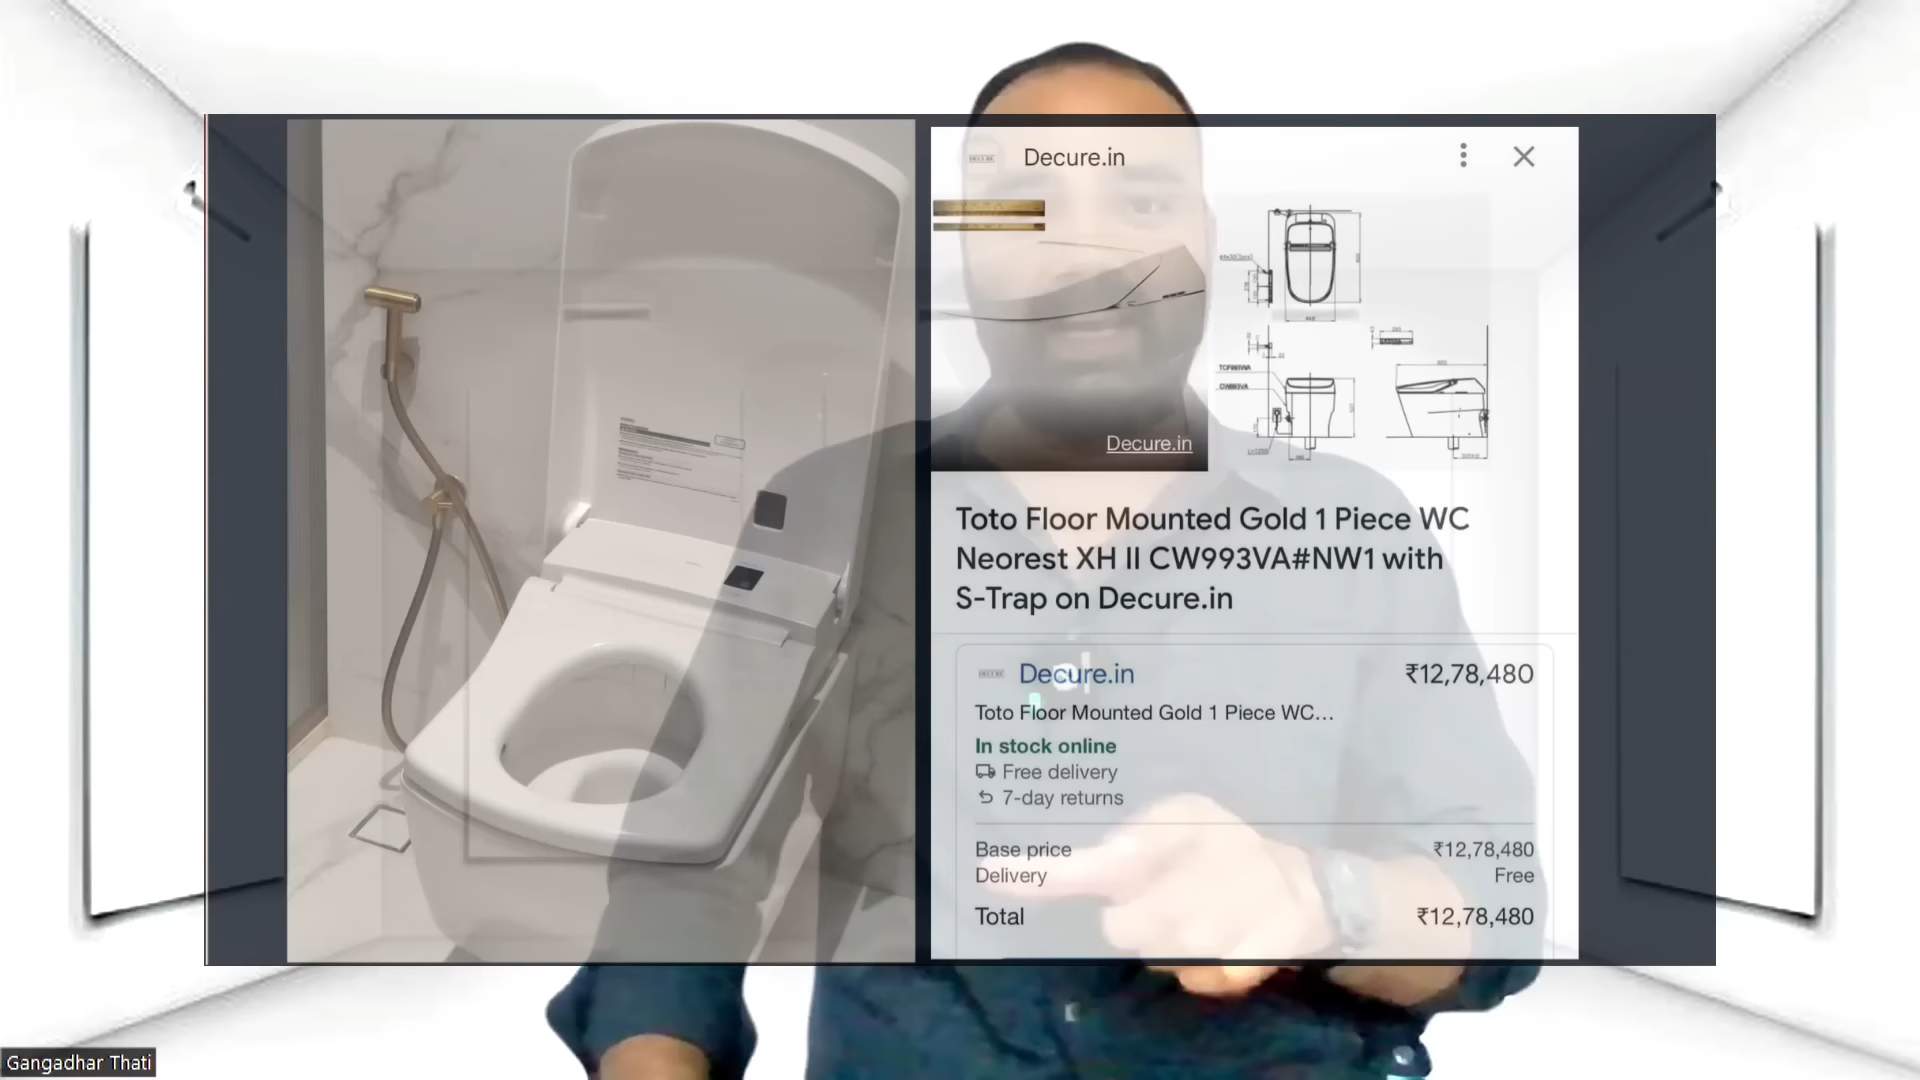 Decure.in
Decure.in
TCF993WA
CW993VA
Toto Floor Mounted Gold 1 Piece WC
Neorest XH II CW993VA#NW1 with
S-Trap on Decure.in
Decure.in ₹12,78,480
Toto Floor Mounted Gold 1 Piece WC...
In stock online
Free delivery
7-day returns
Base price ₹12,78,480
Delivery Free
Total ₹12,78,480
Gangadhar Thati